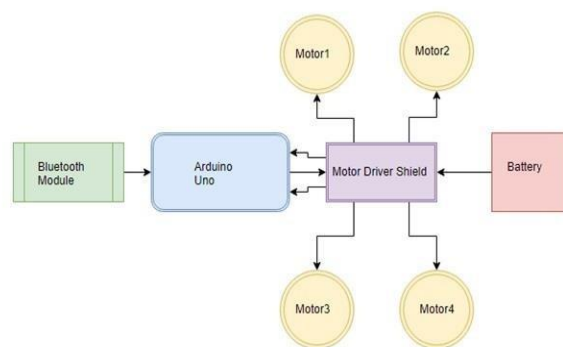 Motor1
Motor2
Bluetooth
Module
Arduino
Uno
Motor Driver Shield
Battery
Motor3
Motor4